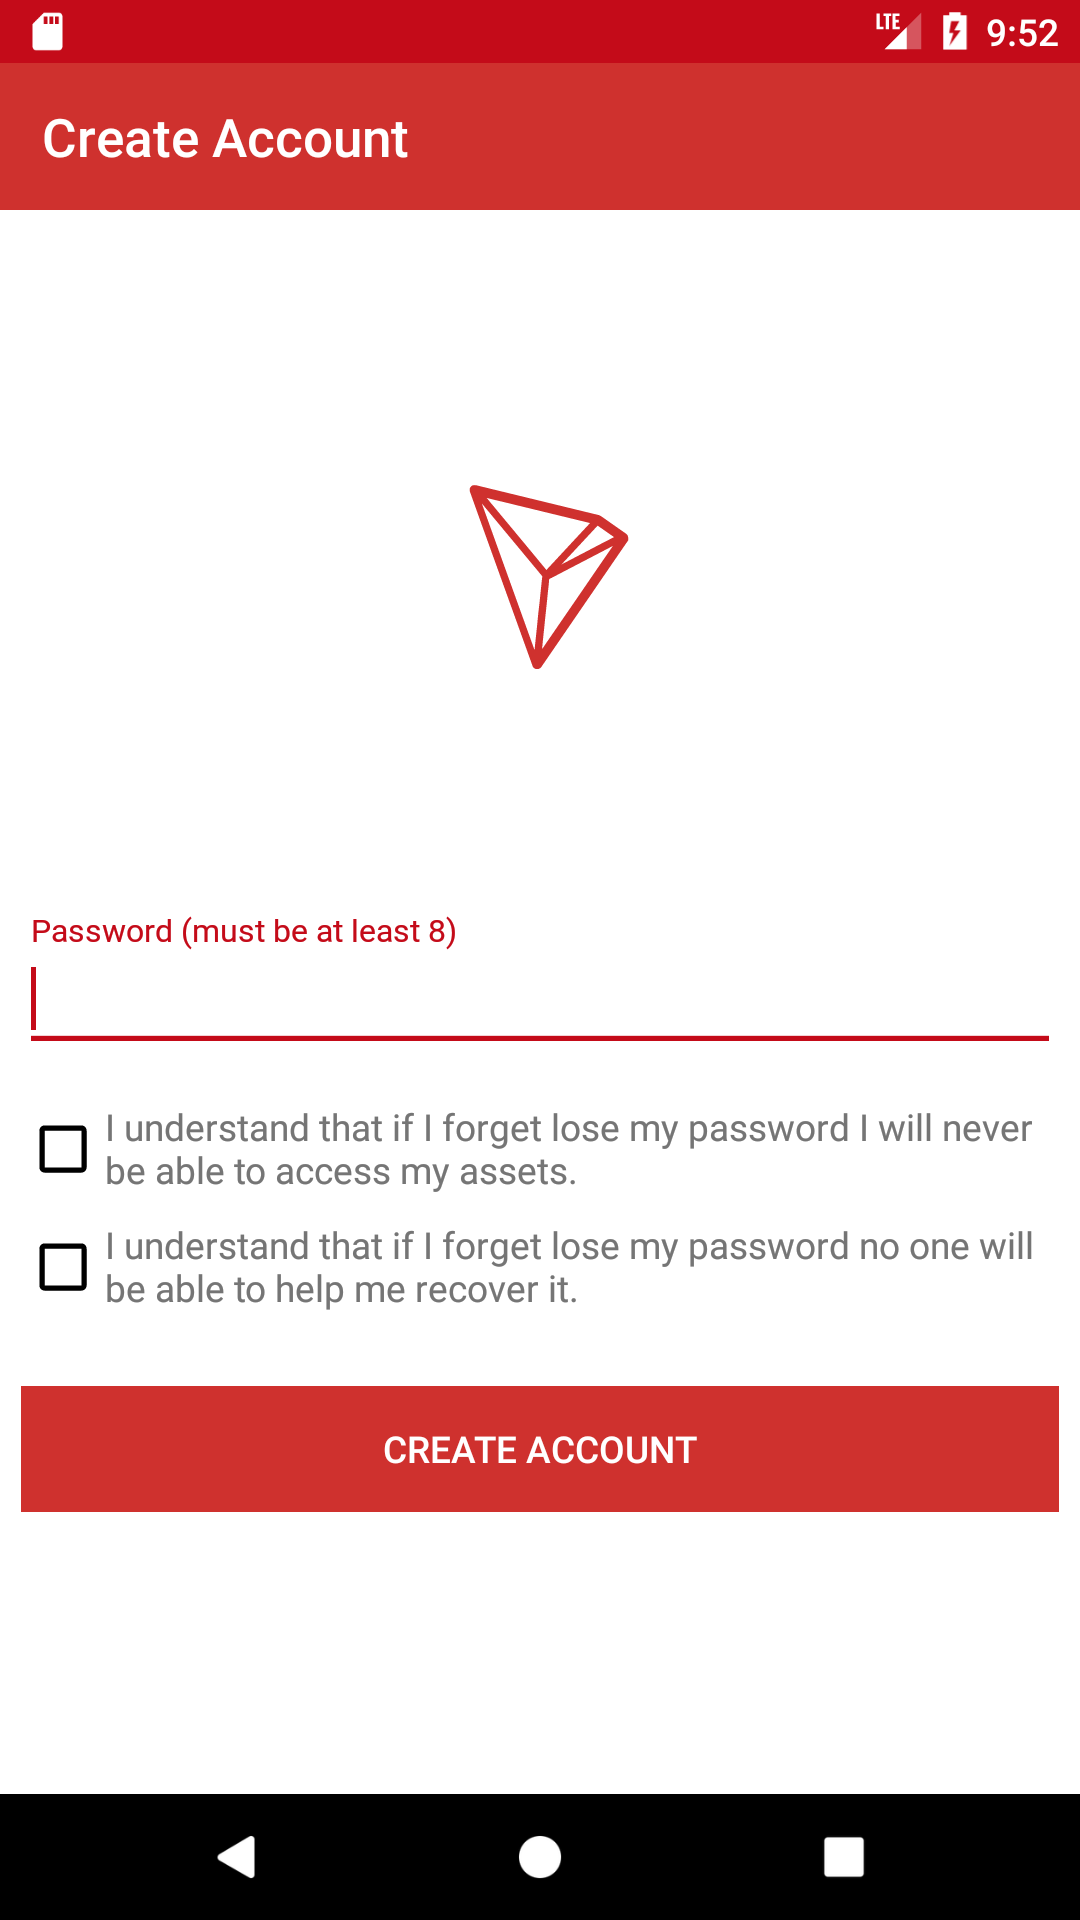 LTE 9:52
Create Account
Password (must be at least 8)
I understand that if I forget lose my password I will never
be able to access my assets.
I understand that if I forget lose my password no one will
be able to help me recover it.
CREATE ACCOUNT